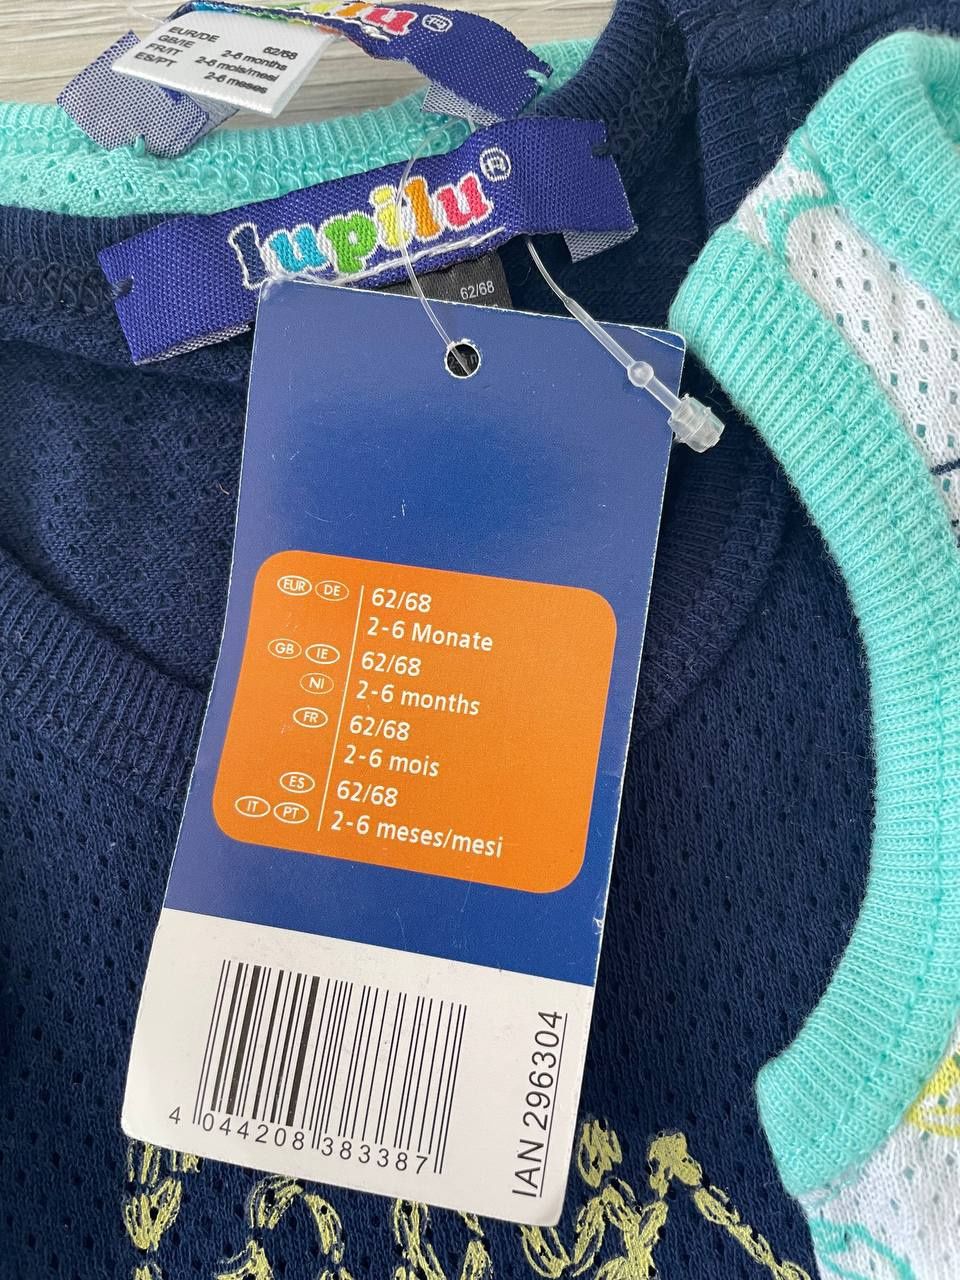 lupilu®
EUR/DE 62/68
GB/IE 2-6 months
FR/IT 2-6 mois/mesi
ES/PT 2-6 meses
lupilu®
62/68
EUR DE 62/68
2-6 Monate
GB IE 62/68
NI 2-6 months
FR 62/68
2-6 mois
ES 62/68
IT PT 2-6 meses/mesi
4 044208 383387
IAN 296304